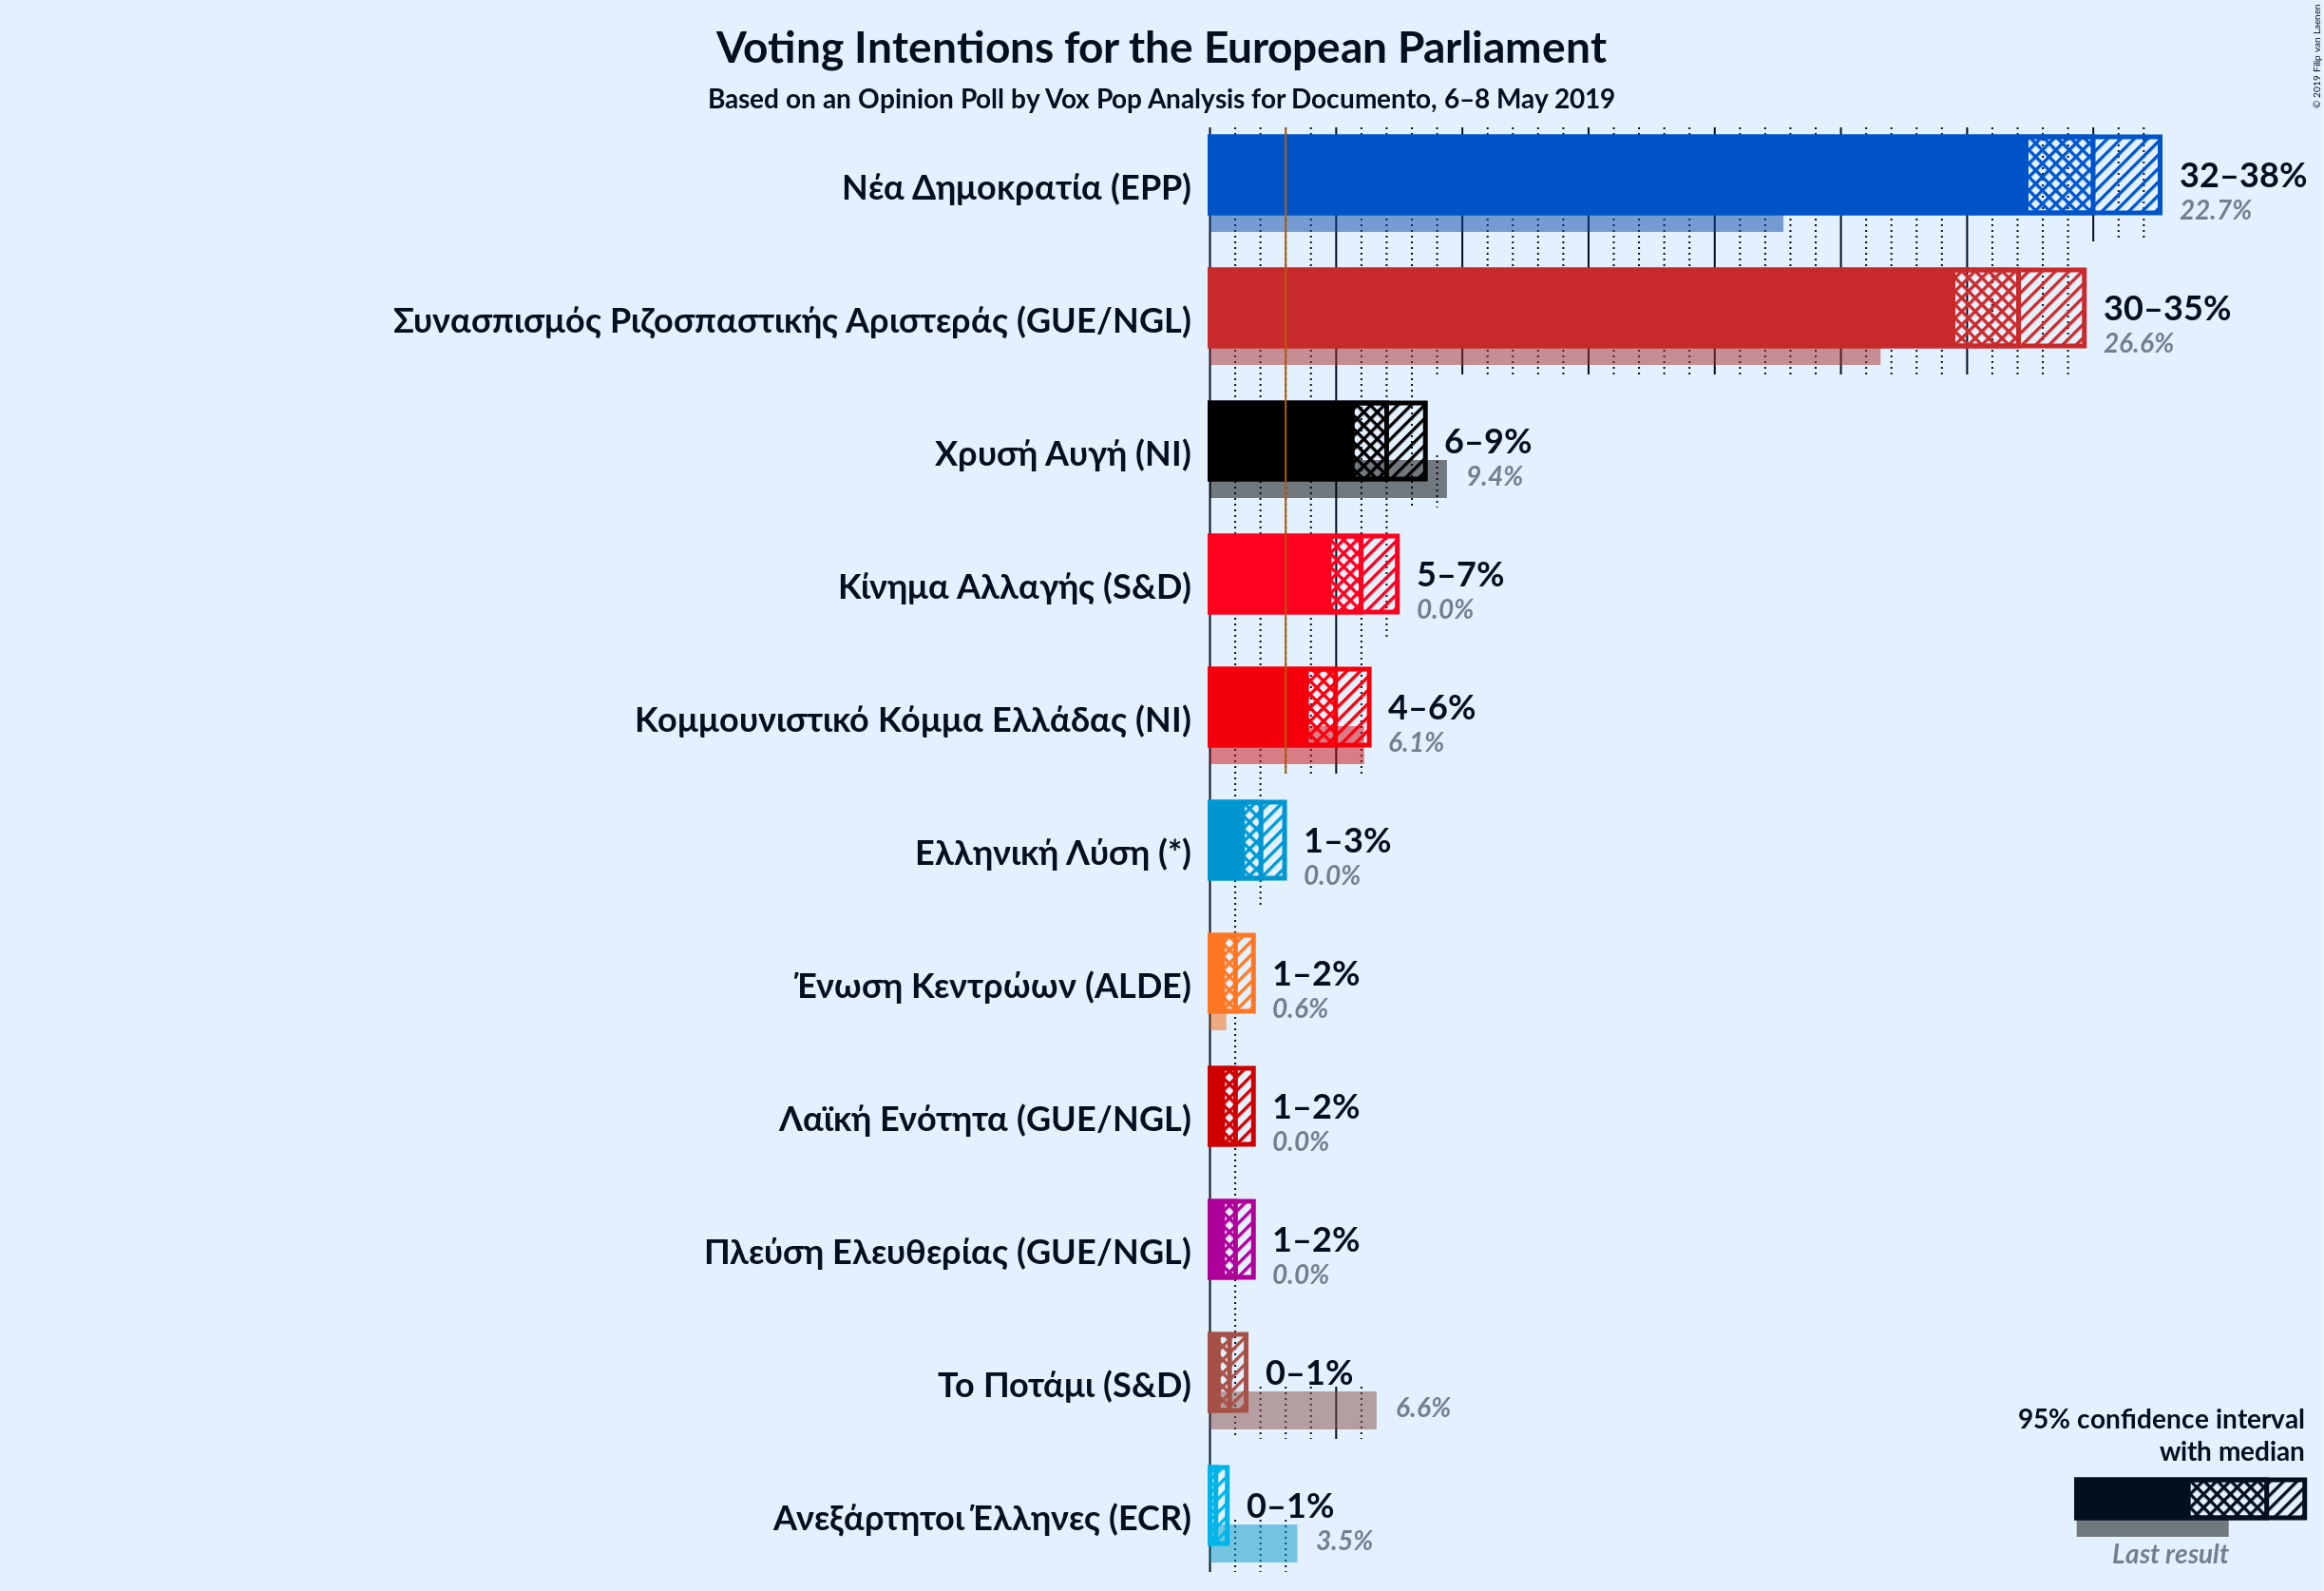 Voting Intentions for the European Parliament
Based on an Opinion Poll by Vox Pop Analysis for Documento, 6–8 May 2019
© 2019 Filip van Laenen
Νέα Δημοκρατία (EPP)
32–38%
22.7%
Συνασπισμός Ριζοσπαστικής Αριστεράς (GUE/NGL)
30–35%
26.6%
Χρυσή Αυγή (NI)
6–9%
9.4%
Κίνημα Αλλαγής (S&D)
5–7%
0.0%
Κομμουνιστικό Κόμμα Ελλάδας (NI)
4–6%
6.1%
Ελληνική Λύση (*)
1–3%
0.0%
Ένωση Κεντρώων (ALDE)
1–2%
0.6%
Λαϊκή Ενότητα (GUE/NGL)
1–2%
0.0%
Πλεύση Ελευθερίας (GUE/NGL)
1–2%
0.0%
Το Ποτάμι (S&D)
0–1%
6.6%
Ανεξάρτητοι Έλληνες (ECR)
0–1%
3.5%
95% confidence interval
with median
Last result